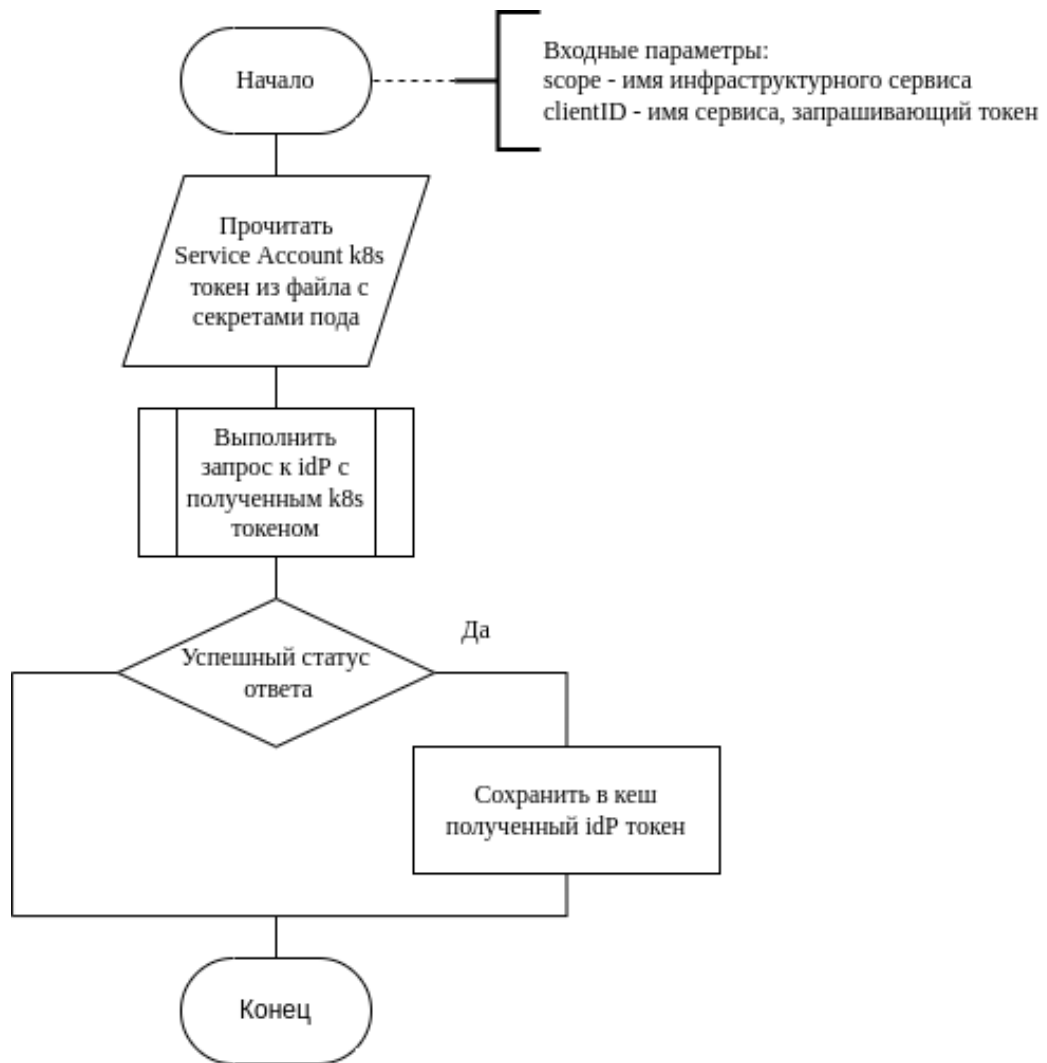 Начало
Входные параметры:
scope - имя инфраструктурного сервиса
clientID - имя сервиса, запрашивающий токен
Прочитать
Service Account k8s
токен из файла с
секретами пода
Выполнить
запрос к idP с
полученным k8s
токеном
Успешный статус
ответа
Да
Сохранить в кеш
полученный idP токен
Конец